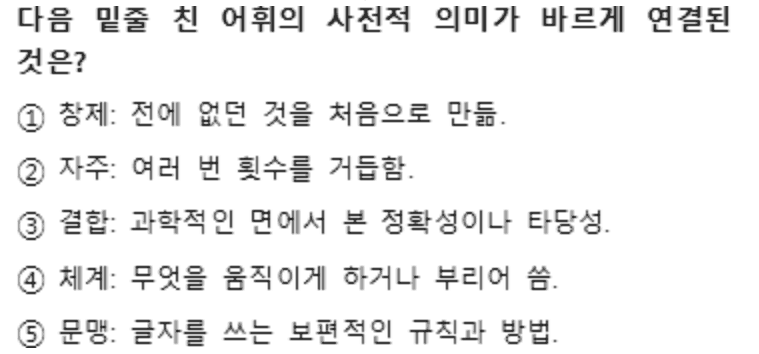 다음 밑줄 친 어휘의 사전적 의미가 바르게 연결된
것은?
① 창제: 전에 없던 것을 처음으로 만듦.
② 자주: 여러 번 횟수를 거듭함.
③ 결합: 과학적인 면에서 본 정확성이나 타당성.
④ 체계: 무엇을 움직이게 하거나 부리어 씀.
⑤ 문맹: 글자를 쓰는 보편적인 규칙과 방법.